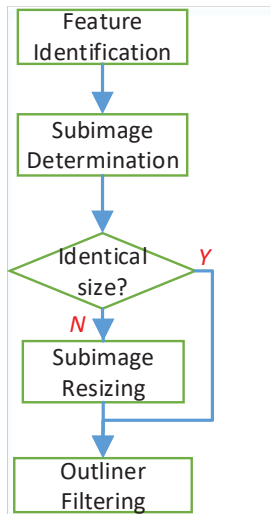 Feature
Identification
Subimage
Determination
Identical
size?
Y
N
Subimage
Resizing
Outliner
Filtering